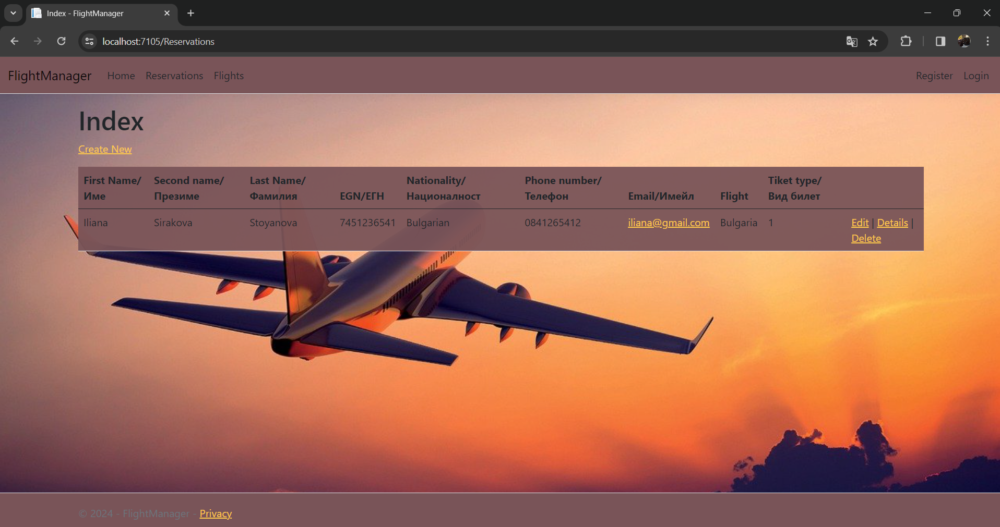 Index - FlightManager
localhost:7105/Reservations
FlightManager Home Reservations Flights Register Login
Index
Create New
First Name/ Second name/ Last Name/ Nationality/ Phone number/ Tiket type/
Име Презиме Фамилия EGN/ЕГН Националност Телефон Email/Имейл Flight Вид билет
Iliana Sirakova Stoyanova 7451236541 Bulgarian 0841265412 iliana@gmail.com Bulgaria 1 Edit | Details |
Delete
© 2024 - FlightManager - Privacy